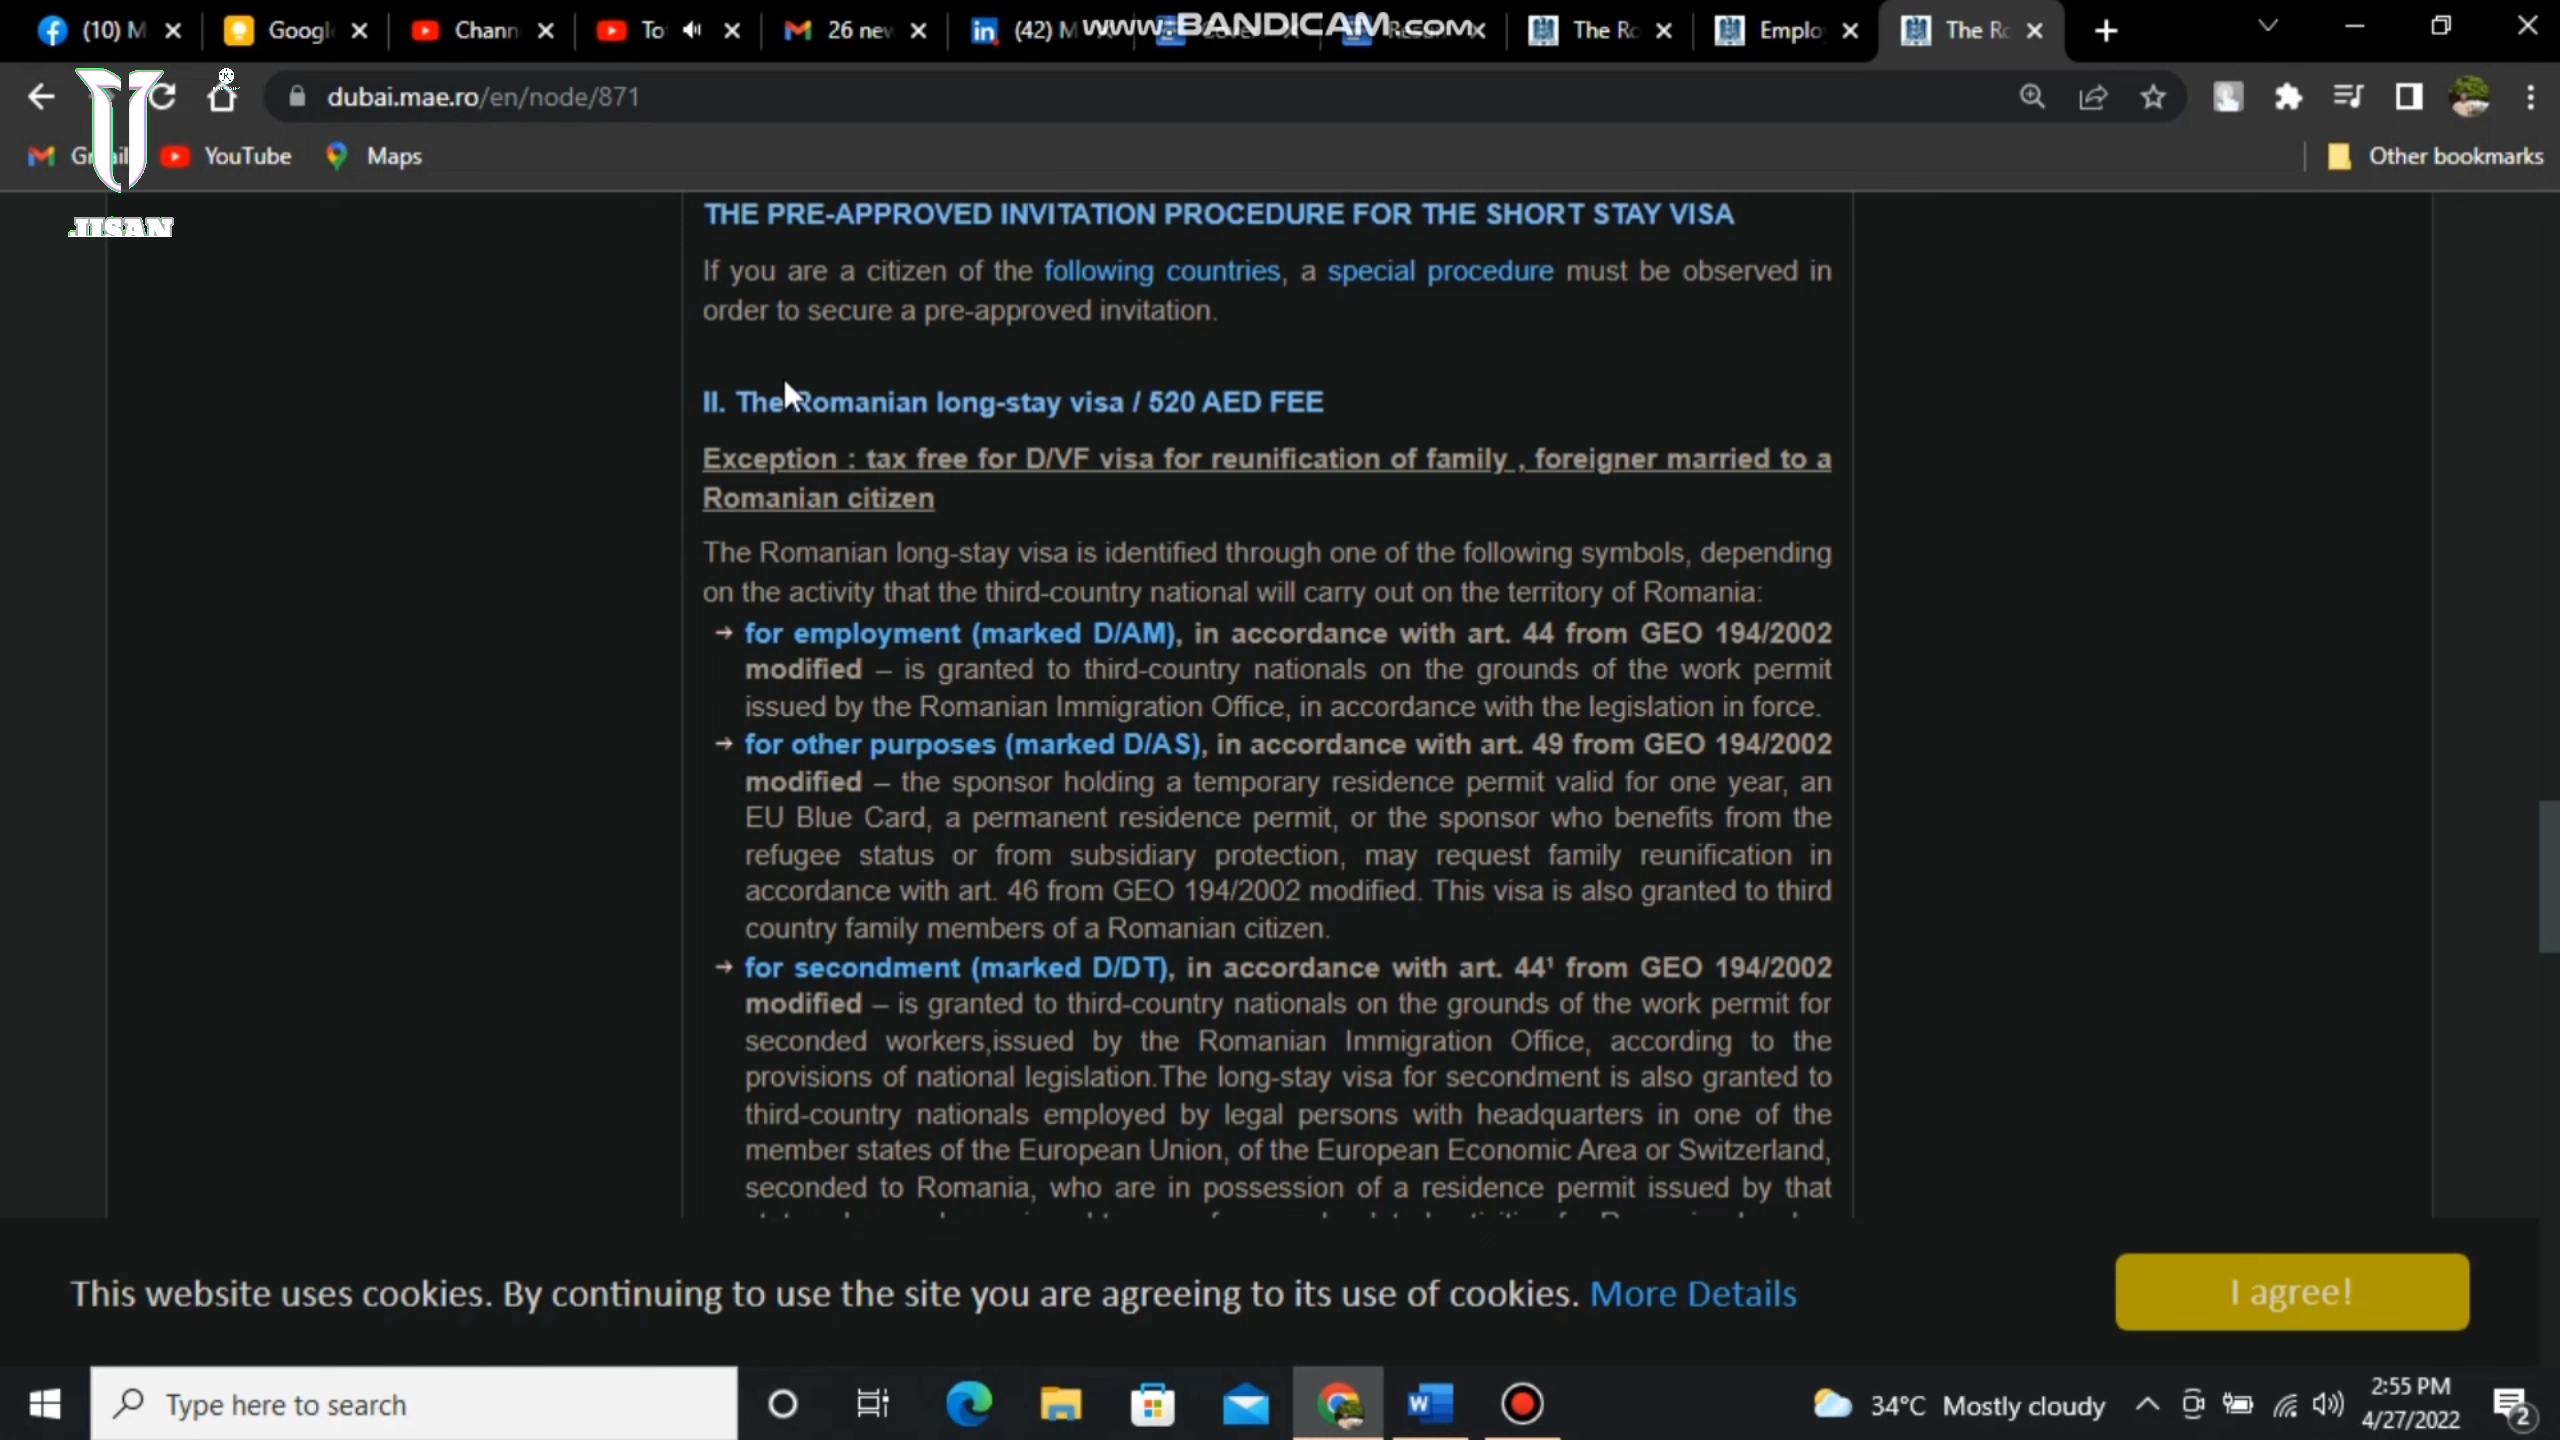 (10) M
Googl
Chann
To
26 nev
(42) M
www.BANDICAM.com
The Ro
Emplo
The Ro
dubai.mae.ro/en/node/871
Gmail
YouTube
Maps
Other bookmarks
JISAN
THE PRE-APPROVED INVITATION PROCEDURE FOR THE SHORT STAY VISA
If you are a citizen of the following countries, a special procedure must be observed in
order to secure a pre-approved invitation.
II. The Romanian long-stay visa / 520 AED FEE
Exception : tax free for D/VF visa for reunification of family , foreigner married to a
Romanian citizen
The Romanian long-stay visa is identified through one of the following symbols, depending
on the activity that the third-country national will carry out on the territory of Romania:
→ for employment (marked D/AM), in accordance with art. 44 from GEO 194/2002
modified – is granted to third-country nationals on the grounds of the work permit
issued by the Romanian Immigration Office, in accordance with the legislation in force.
→ for other purposes (marked D/AS), in accordance with art. 49 from GEO 194/2002
modified – the sponsor holding a temporary residence permit valid for one year, an
EU Blue Card, a permanent residence permit, or the sponsor who benefits from the
refugee status or from subsidiary protection, may request family reunification in
accordance with art. 46 from GEO 194/2002 modified. This visa is also granted to third
country family members of a Romanian citizen.
→ for secondment (marked D/DT), in accordance with art. 44¹ from GEO 194/2002
modified – is granted to third-country nationals on the grounds of the work permit for
seconded workers,issued by the Romanian Immigration Office, according to the
provisions of national legislation.The long-stay visa for secondment is also granted to
third-country nationals employed by legal persons with headquarters in one of the
member states of the European Union, of the European Economic Area or Switzerland,
seconded to Romania, who are in possession of a residence permit issued by that
This website uses cookies. By continuing to use the site you are agreeing to its use of cookies. More Details
I agree!
Type here to search
34°C Mostly cloudy
2:55 PM
4/27/2022
2